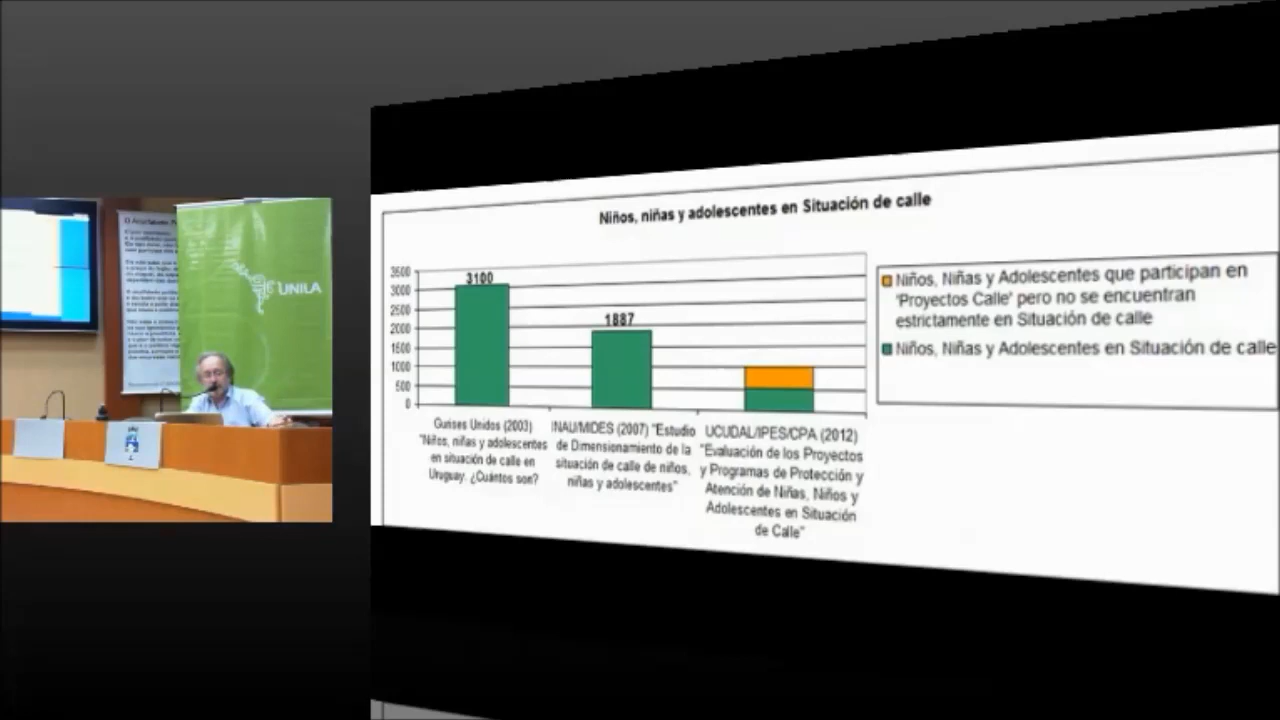 UNILA
Niños, niñas y adolescentes en Situación de calle
3500
3000
2500
2000
1500
1000
500
0
3100
1887
Gurises Unidos (2003)
"Niños, niñas y adolescentes
en situación de calle en
Uruguay. ¿Cuántos son?
INAU/MIDES (2007) "Estudio
de Dimensionamiento de la
situación de calle de niños,
niñas y adolescentes"
UCUDAL/IPES/CPA (2012)
"Evaluación de los Proyectos
y Programas de Protección y
Atención de Niñas, Niños y
Adolescentes en Situación
de Calle"
Niños, Niñas y Adolescentes que participan en
'Proyectos Calle' pero no se encuentran
estrictamente en Situación de calle
Niños, Niñas y Adolescentes en Situación de calle